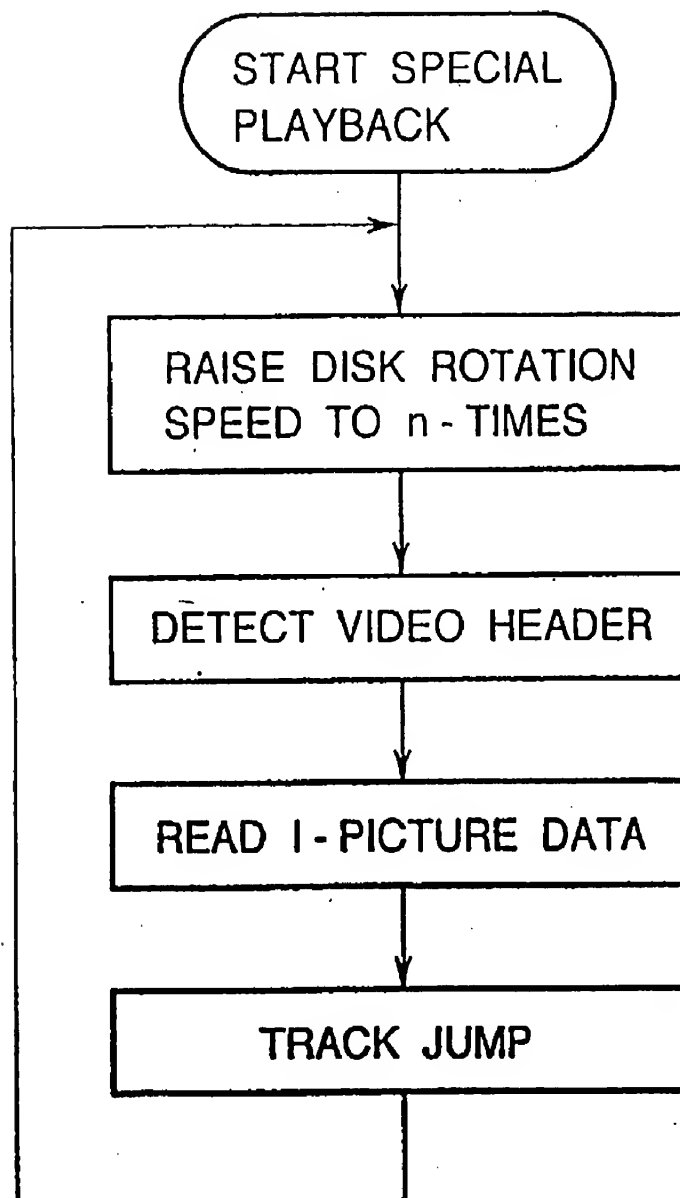 START SPECIAL
PLAYBACK
RAISE DISK ROTATION
SPEED TO n - TIMES
DETECT VIDEO HEADER
READ I - PICTURE DATA
TRACK JUMP